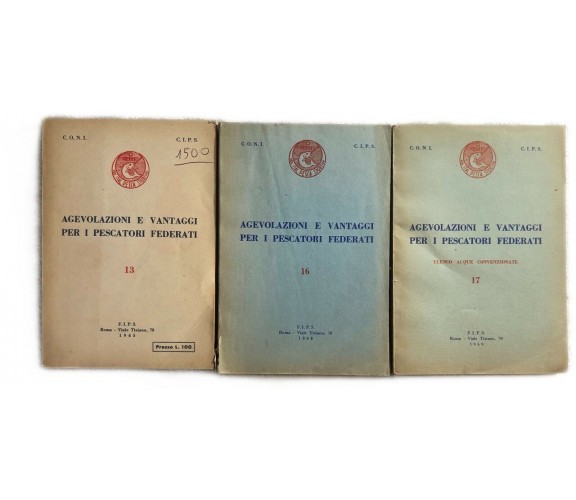 C.O.N.I. C.I.P.S.
1500
AGEVOLAZIONI E VANTAGGI
PER I PESCATORI FEDERATI
13
F.I.P.S.
Roma - Viale Tiziano, 70
Prezzo L. 100
C.O.N.I. C.I.P.S.
AGEVOLAZIONI E VANTAGGI
PER I PESCATORI FEDERATI
16
F.I.P.S.
Roma - Viale Tiziano, 70
C.O.N.I. C.I.P.S.
AGEVOLAZIONI E VANTAGGI
PER I PESCATORI FEDERATI
ELENCO ACQUE CONVENZIONATE
17
F.I.P.S.
Roma - Viale Tiziano, 70